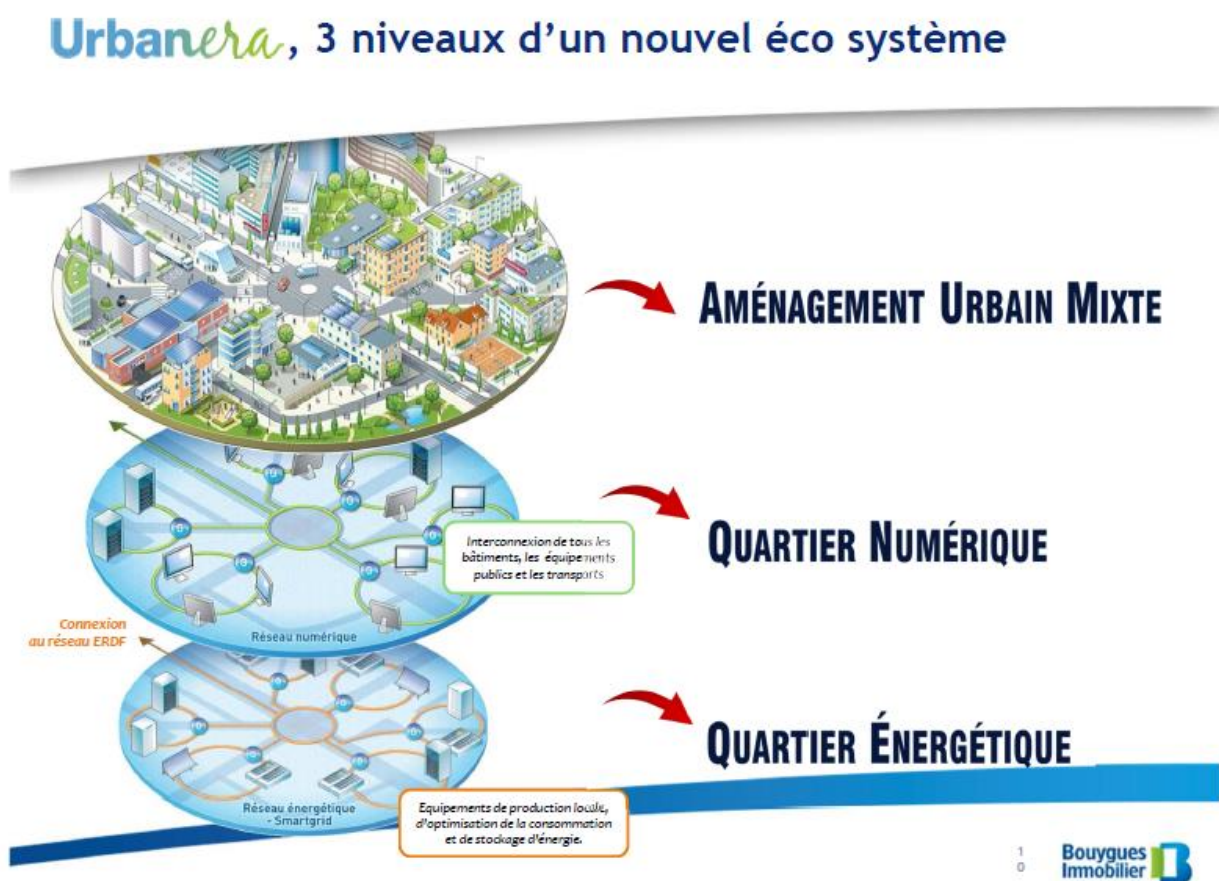 Urbanera, 3 niveaux d'un nouvel éco système
AMÉNAGEMENT URBAIN MIXTE
Interconnexion de tous les
bâtiments, les équipements
publics et les transports
QUARTIER NUMÉRIQUE
Réseau numérique
Connexion
au réseau ERDF
QUARTIER ÉNERGÉTIQUE
Réseau énergétique
- Smartgrid
Equipements de production locale,
d'optimisation de la consommation
et de stockage d'énergie.
1
0
Bouygues
Immobilier